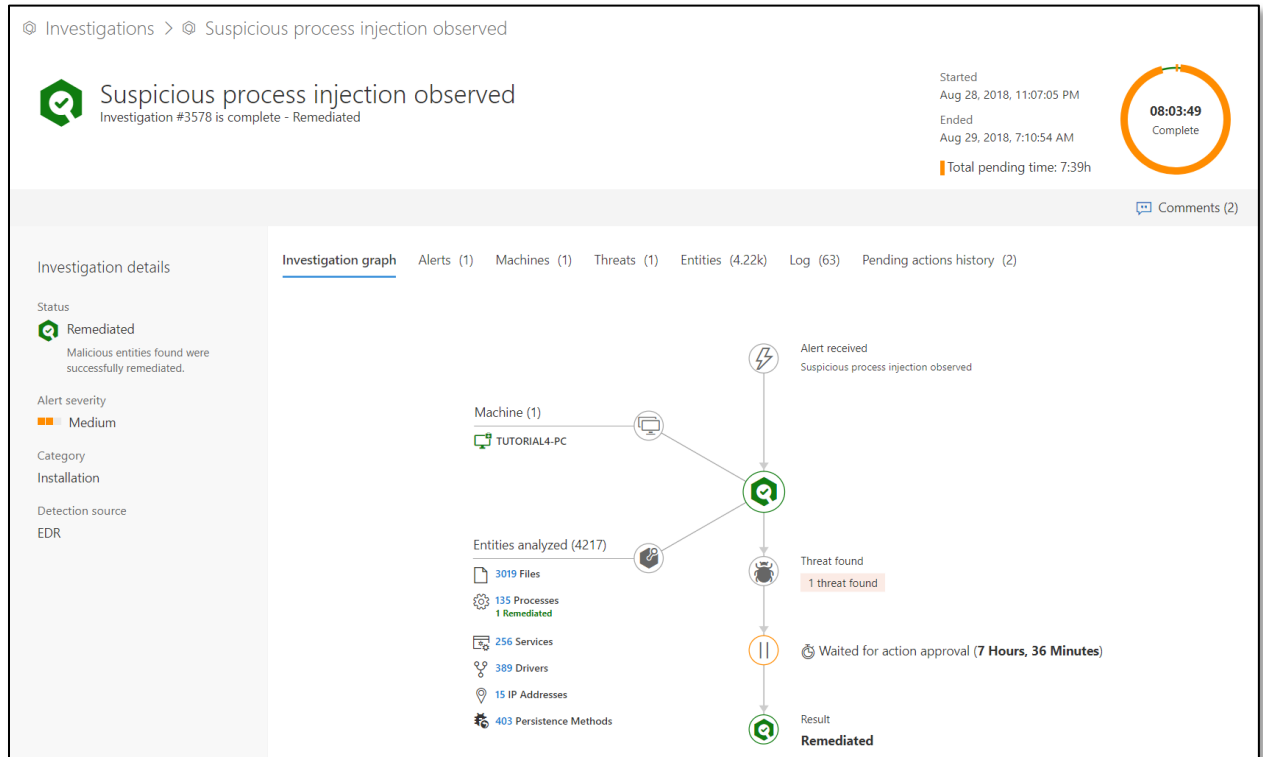 Investigations > Suspicious process injection observed
Suspicious process injection observed
Investigation #3578 is complete - Remediated
Started
Aug 28, 2018, 11:07:05 PM
Ended
Aug 29, 2018, 7:10:54 AM
Total pending time: 7:39h
08:03:49
Complete
Comments (2)
Investigation details
Status
Remediated
Malicious entities found were
successfully remediated.
Alert severity
Medium
Category
Installation
Detection source
EDR
Investigation graph Alerts (1) Machines (1) Threats (1) Entities (4.22k) Log (63) Pending actions history (2)
Alert received
Suspicious process injection observed
Machine (1)
TUTORIAL4-PC
Entities analyzed (4217)
3019 Files
135 Processes
1 Remediated
256 Services
389 Drivers
15 IP Addresses
403 Persistence Methods
Threat found
1 threat found
Waited for action approval (7 Hours, 36 Minutes)
Result
Remediated